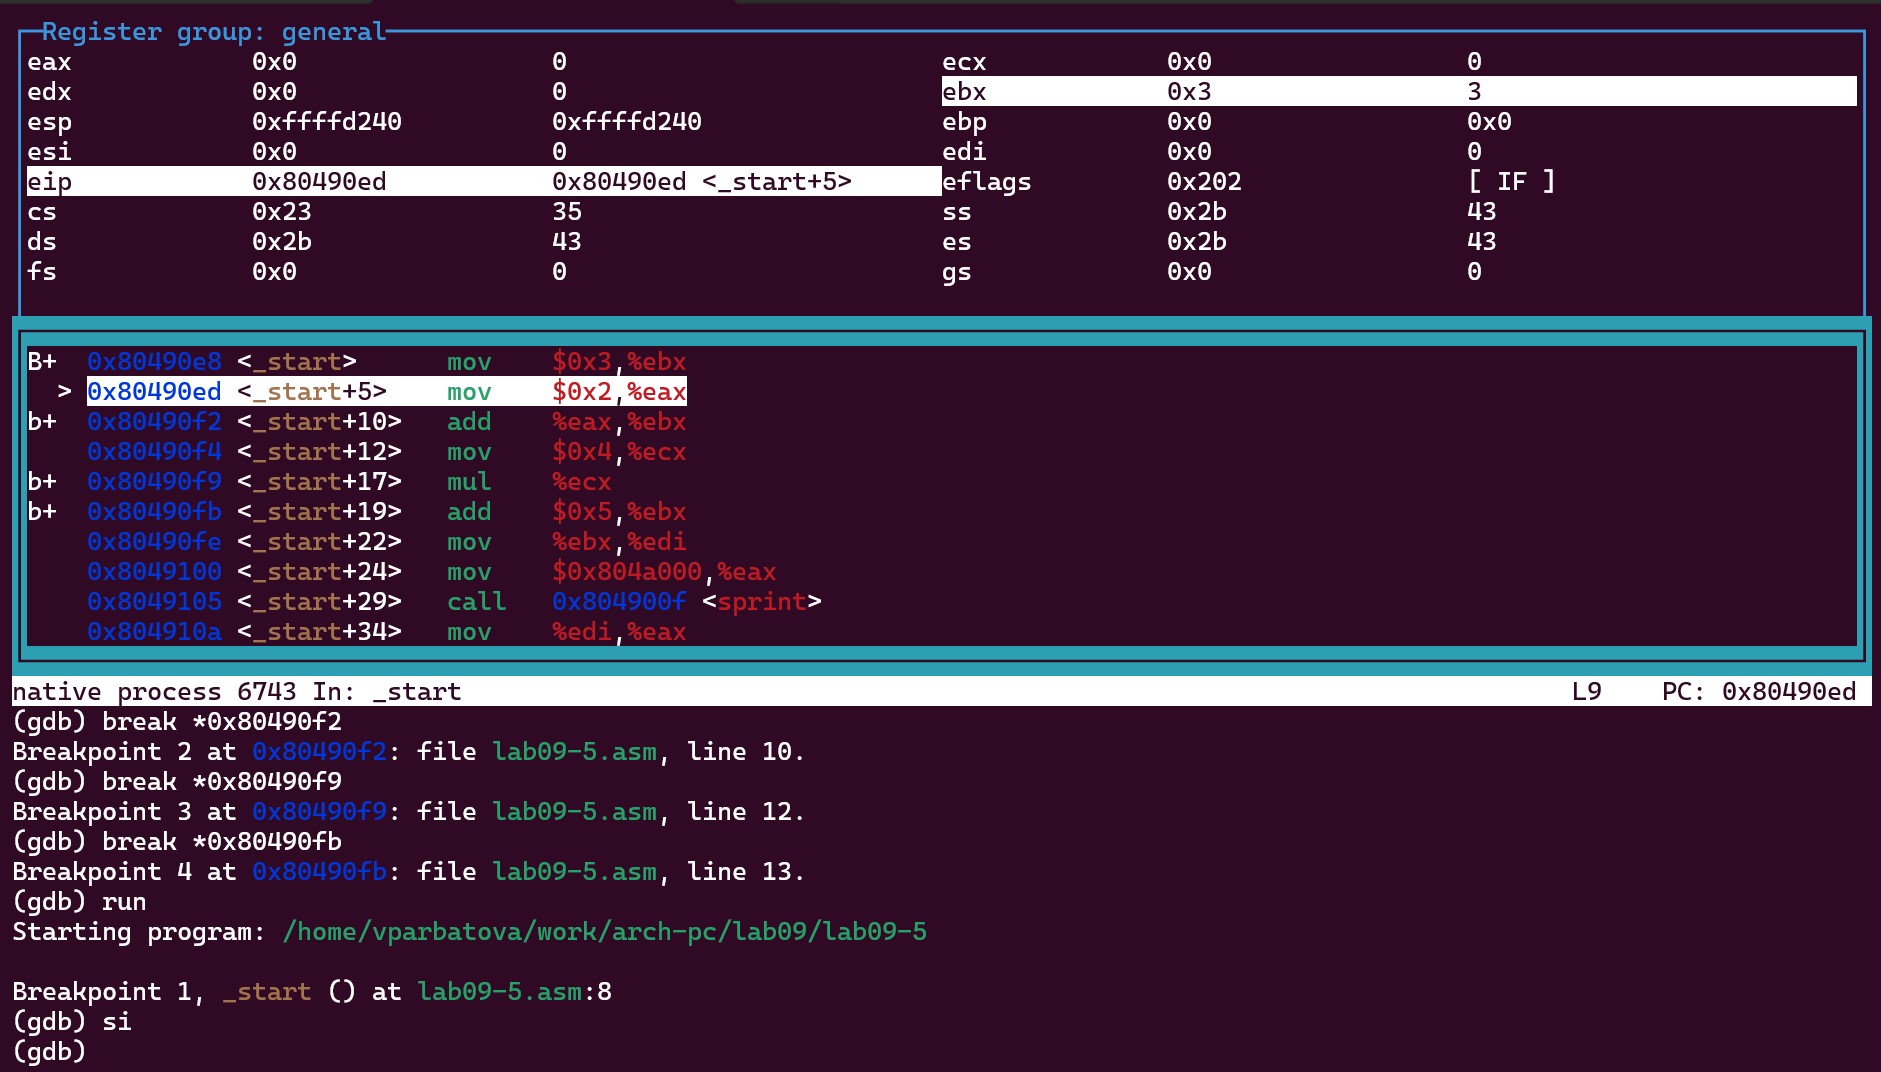 Register group: general
eax 0x0 0 ecx 0x0 0
edx 0x0 0 ebx 0x3 3
esp 0xffffd240 0xffffd240 ebp 0x0 0x0
esi 0x0 0 edi 0x0 0
eip 0x80490ed 0x80490ed <_start+5> eflags 0x202 [ IF ]
cs 0x23 35 ss 0x2b 43
ds 0x2b 43 es 0x2b 43
fs 0x0 0 gs 0x0 0
B+ 0x80490e8 <_start> mov $0x3,%ebx
> 0x80490ed <_start+5> mov $0x2,%eax
b+ 0x80490f2 <_start+10> add %eax,%ebx
0x80490f4 <_start+12> mov $0x4,%ecx
b+ 0x80490f9 <_start+17> mul %ecx
b+ 0x80490fb <_start+19> add $0x5,%ebx
0x80490fe <_start+22> mov %ebx,%edi
0x8049100 <_start+24> mov $0x804a000,%eax
0x8049105 <_start+29> call 0x804900f <sprint>
0x804910a <_start+34> mov %edi,%eax
native process 6743 In: _start L9 PC: 0x80490ed
(gdb) break *0x80490f2
Breakpoint 2 at 0x80490f2: file lab09-5.asm, line 10.
(gdb) break *0x80490f9
Breakpoint 3 at 0x80490f9: file lab09-5.asm, line 12.
(gdb) break *0x80490fb
Breakpoint 4 at 0x80490fb: file lab09-5.asm, line 13.
(gdb) run
Starting program: /home/vparbatova/work/arch-pc/lab09/lab09-5
Breakpoint 1, _start () at lab09-5.asm:8
(gdb) si
(gdb)